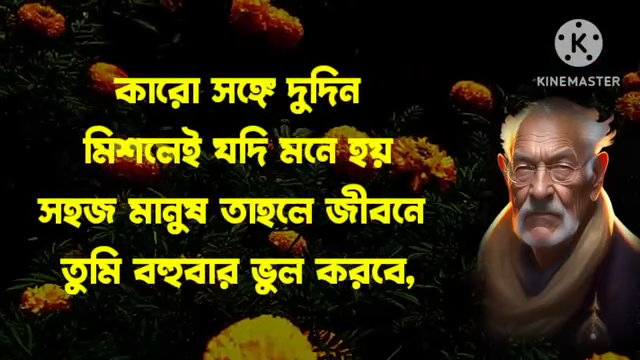 KINEMASTER
কারো সঙ্গে দুদিন
মিশলেই যদি মনে হয়
সহজ মানুষ তাহলে জীবনে
তুমি বহুবার ভুল করবে,